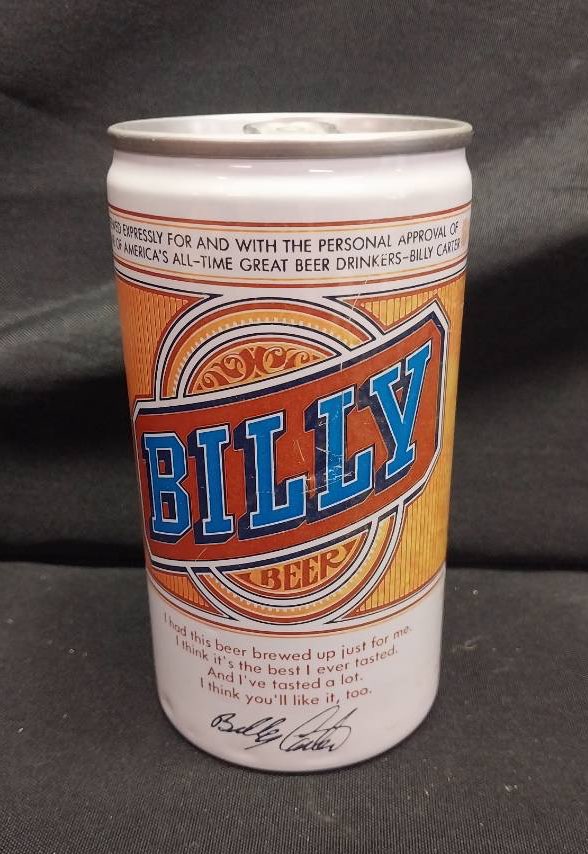 EXPRESSLY FOR AND WITH THE PERSONAL APPROVAL OF
OF AMERICA'S ALL-TIME GREAT BEER DRINKERS-BILLY CARTER
BILLY
BEER
I had this beer brewed up just for me.
I think it's the best I ever tasted.
And I've tasted a lot.
I think you'll like it, too.
Billy Carter